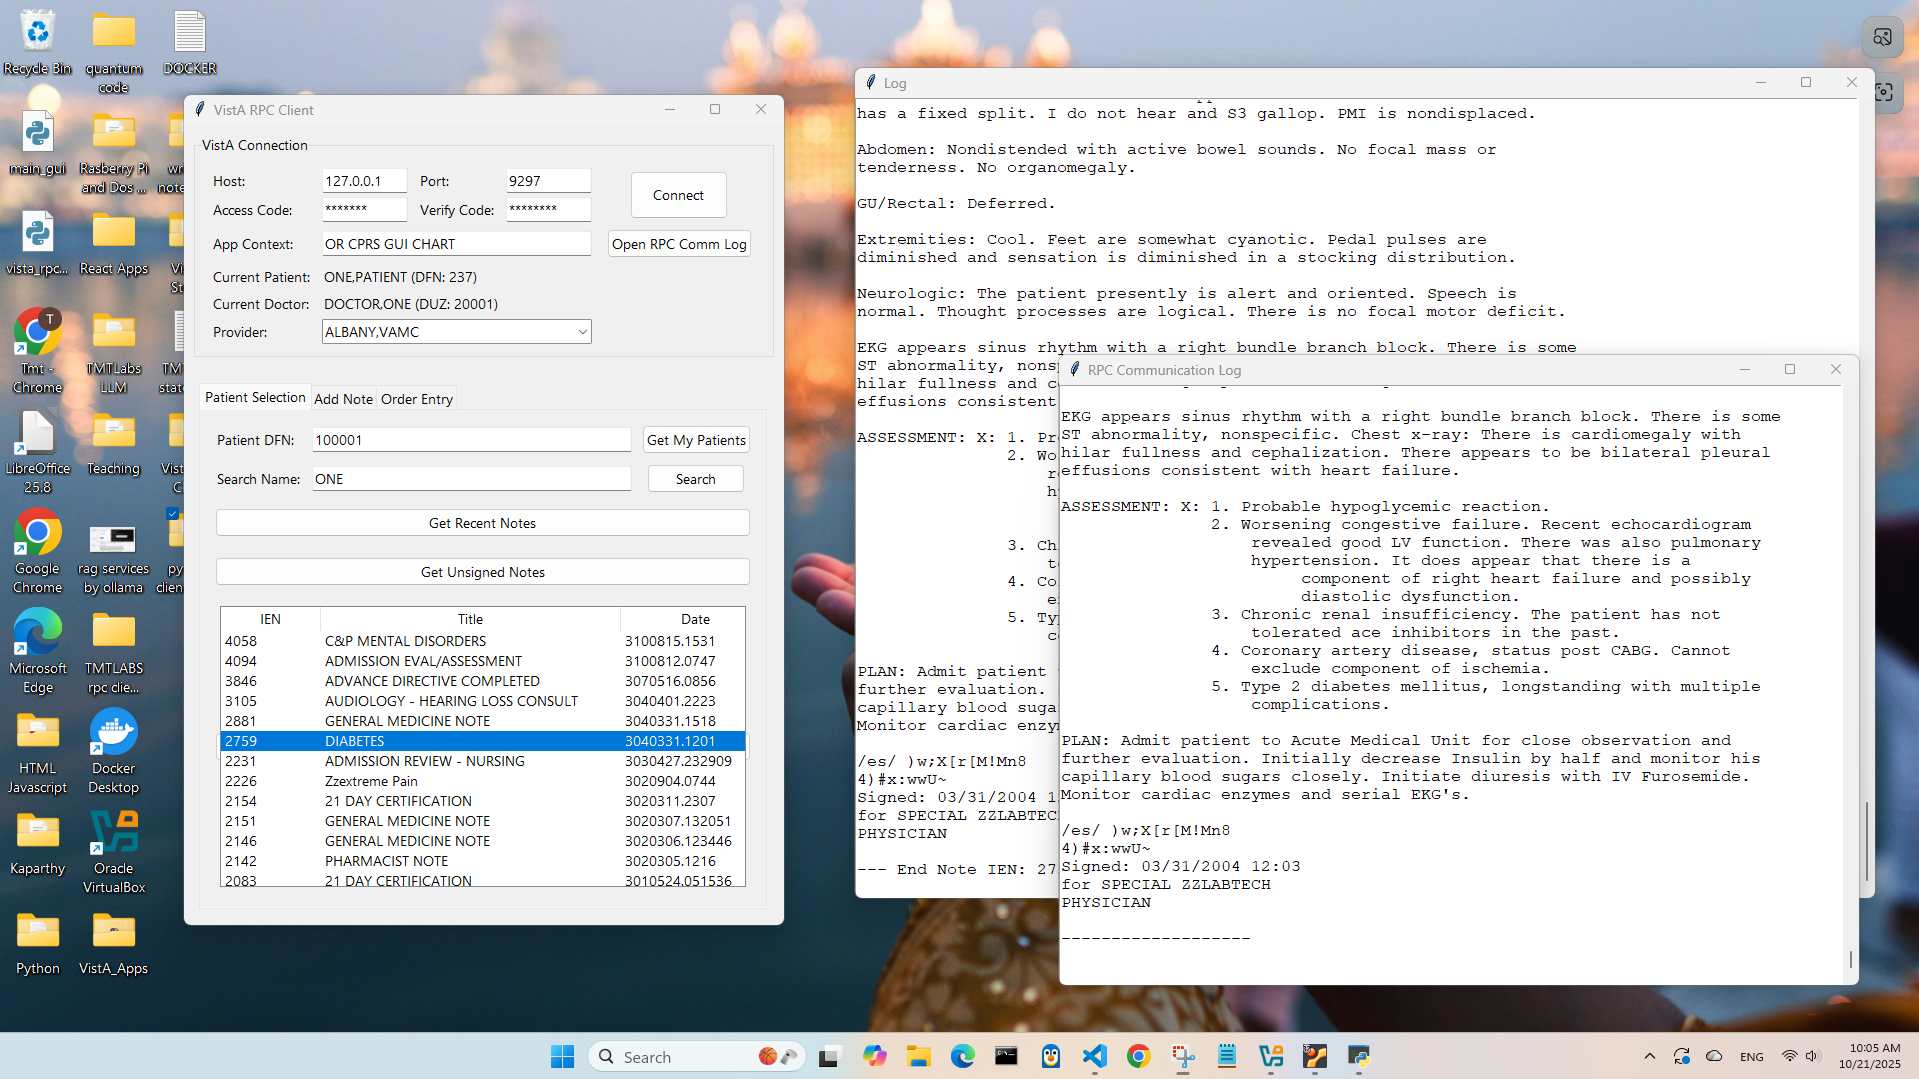 Recycle Bin
quantum
code
DOCKER
main_gui
Rasberry Pi
and Dos ...
wr
note
vista_rpc...
React Apps
Vi
St
Tmt -
Chrome
TMTLabs
LLM
TM
stat
LibreOffice
25.8
Teaching
Vist
C
Google
Chrome
rag services
by ollama
py
clien
Microsoft
Edge
TMTLABS
rpc clie...
HTML
Javascript
Docker
Desktop
Kaparthy
Oracle
VirtualBox
Python
VistA_Apps
VistA RPC Client
VistA Connection
Host: 127.0.0.1 Port: 9297
Connect
Access Code: ******* Verify Code: ********
App Context: OR CPRS GUI CHART Open RPC Comm Log
Current Patient: ONE,PATIENT (DFN: 237)
Current Doctor: DOCTOR,ONE (DUZ: 20001)
Provider: ALBANY,VAMC
Patient Selection Add Note Order Entry
Patient DFN: 100001 Get My Patients
Search Name: ONE Search
Get Recent Notes
Get Unsigned Notes
IEN Title Date
4058 C&P MENTAL DISORDERS 3100815.1531
4094 ADMISSION EVAL/ASSESSMENT 3100812.0747
3846 ADVANCE DIRECTIVE COMPLETED 3070516.0856
3105 AUDIOLOGY - HEARING LOSS CONSULT 3040401.2223
2881 GENERAL MEDICINE NOTE 3040331.1518
2759 DIABETES 3040331.1201
2231 ADMISSION REVIEW - NURSING 3030427.232909
2226 Zzextreme Pain 3020904.0744
2154 21 DAY CERTIFICATION 3020311.2307
2151 GENERAL MEDICINE NOTE 3020307.132051
2146 GENERAL MEDICINE NOTE 3020306.123446
2142 PHARMACIST NOTE 3020305.1216
2083 21 DAY CERTIFICATION 3010524.051536
Log
has a fixed split. I do not hear and S3 gallop. PMI is nondisplaced.
Abdomen: Nondistended with active bowel sounds. No focal mass or
tenderness. No organomegaly.
GU/Rectal: Deferred.
Extremities: Cool. Feet are somewhat cyanotic. Pedal pulses are
diminished and sensation is diminished in a stocking distribution.
Neurologic: The patient presently is alert and oriented. Speech is
normal. Thought processes are logical. There is no focal motor deficit.
EKG appears sinus rhythm with a right bundle branch block. There is some
ST abnormality, nons
hilar fullness and c
effusions consistent
ASSESSMENT: X: 1. Pr
2. Wo
r
h
3. Ch
to
4. Co
e
5. Ty
co
PLAN: Admit patient
further evaluation.
capillary blood suga
Monitor cardiac enzy
/es/ )w;X[r[M!Mn8
4)#x:wwU~
Signed: 03/31/2004 1
for SPECIAL ZZLABTEC
PHYSICIAN
--- End Note IEN: 27
RPC Communication Log
EKG appears sinus rhythm with a right bundle branch block. There is some
ST abnormality, nonspecific. Chest x-ray: There is cardiomegaly with
hilar fullness and cephalization. There appears to be bilateral pleural
effusions consistent with heart failure.
ASSESSMENT: X: 1. Probable hypoglycemic reaction.
2. Worsening congestive failure. Recent echocardiogram
revealed good LV function. There was also pulmonary
hypertension. It does appear that there is a
component of right heart failure and possibly
diastolic dysfunction.
3. Chronic renal insufficiency. The patient has not
tolerated ace inhibitors in the past.
4. Coronary artery disease, status post CABG. Cannot
exclude component of ischemia.
5. Type 2 diabetes mellitus, longstanding with multiple
complications.
PLAN: Admit patient to Acute Medical Unit for close observation and
further evaluation. Initially decrease Insulin by half and monitor his
capillary blood sugars closely. Initiate diuresis with IV Furosemide.
Monitor cardiac enzymes and serial EKG's.
/es/ )w;X[r[M!Mn8
4)#x:wwU~
Signed: 03/31/2004 12:03
for SPECIAL ZZLABTECH
PHYSICIAN
-------------------
Search
ENG
10:05 AM
10/21/2025